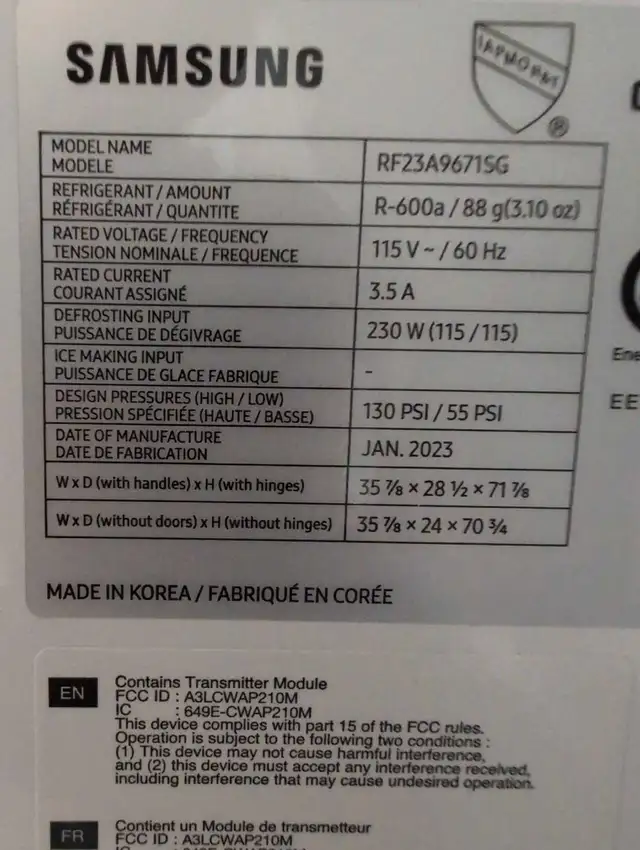 SAMSUNG
IAPMO R&T
®
MODEL NAME
MODELE
RF23A9671SG
REFRIGERANT / AMOUNT
RÉFRIGÉRANT / QUANTITE
R-600a / 88 g(3.10 oz)
RATED VOLTAGE / FREQUENCY
TENSION NOMINALE / FREQUENCE
115 V ~ / 60 Hz
RATED CURRENT
COURANT ASSIGNÉ
3.5 A
DEFROSTING INPUT
PUISSANCE DE DÉGIVRAGE
230 W (115 / 115)
ICE MAKING INPUT
PUISSANCE DE GLACE FABRIQUE
-
DESIGN PRESSURES (HIGH / LOW)
PRESSION SPÉCIFIÉE (HAUTE / BASSE)
130 PSI / 55 PSI
DATE OF MANUFACTURE
DATE DE FABRICATION
JAN. 2023
W x D (with handles) x H (with hinges)
35 ⅞ × 28 ½ × 71 ⅞
W x D (without doors) x H (without hinges)
35 ⅞ × 24 × 70 ¾
MADE IN KOREA / FABRIQUÉ EN CORÉE
Ene
EE
EN
Contains Transmitter Module
FCC ID : A3LCWAP210M
IC : 649E-CWAP210M
This device complies with part 15 of the FCC rules.
Operation is subject to the following two conditions :
(1) This device may not cause harmful interference,
and (2) this device must accept any interference received,
including interference that may cause undesired operation.
FR
Contient un Module de transmetteur
FCC ID : A3LCWAP210M